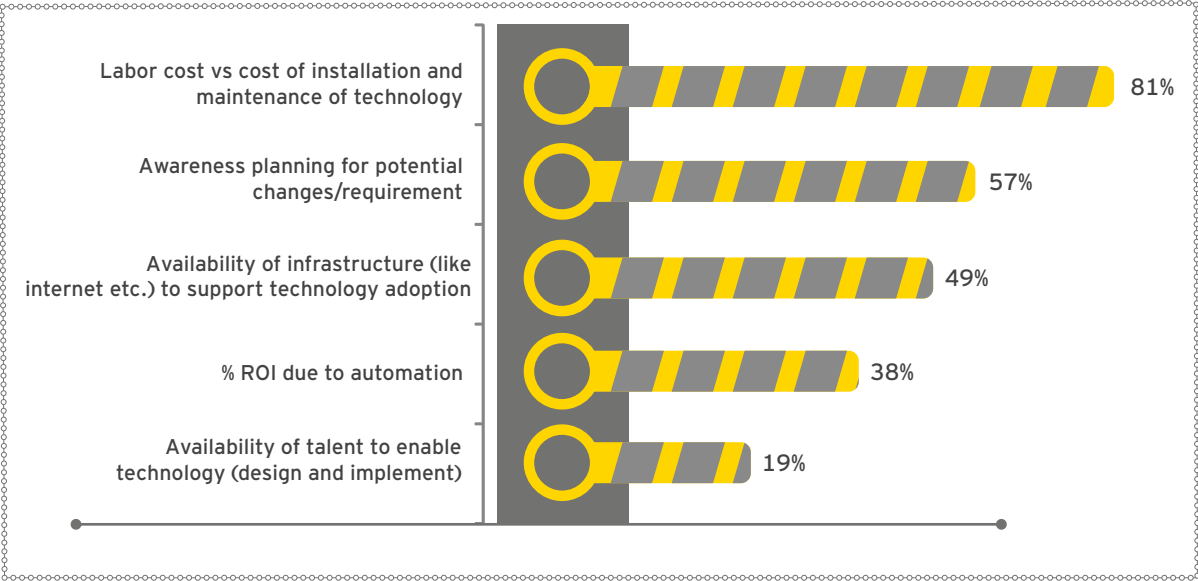 Labor cost vs cost of installation and
maintenance of technology
81%
Awareness planning for potential
changes/requirement
57%
Availability of infrastructure (like
internet etc.) to support technology adoption
49%
% ROI due to automation
38%
Availability of talent to enable
technology (design and implement)
19%